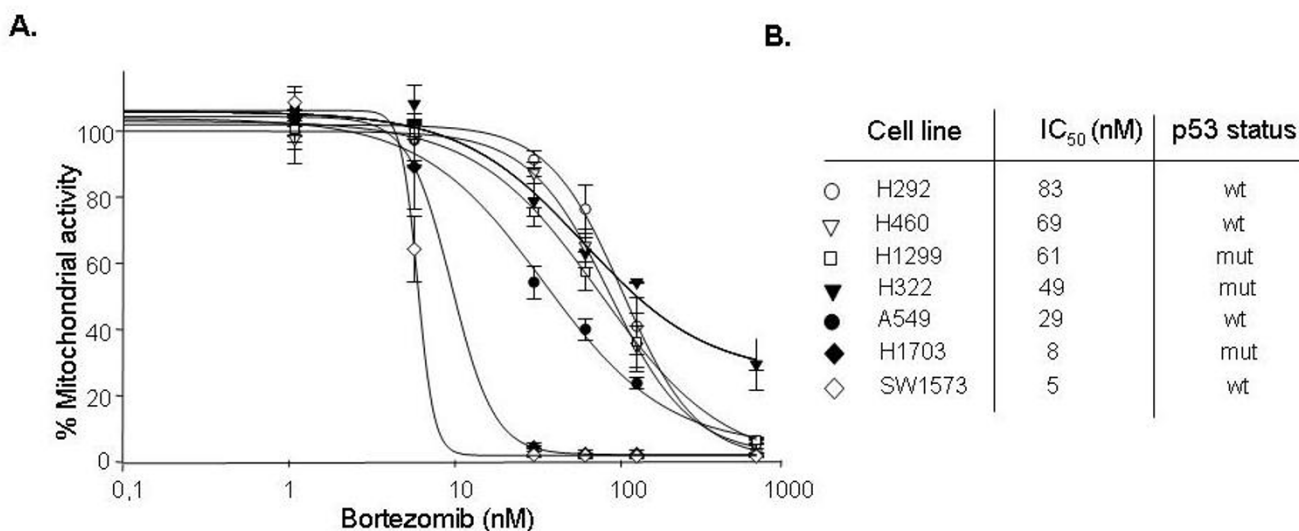 A.
B.
% Mitochondrial activity
100
80
60
40
20
0
0,1 1 10 100 1000
Bortezomib (nM)
Cell line IC50 (nM) p53 status
H292 83 wt
H460 69 wt
H1299 61 mut
H322 49 mut
A549 29 wt
H1703 8 mut
SW1573 5 wt